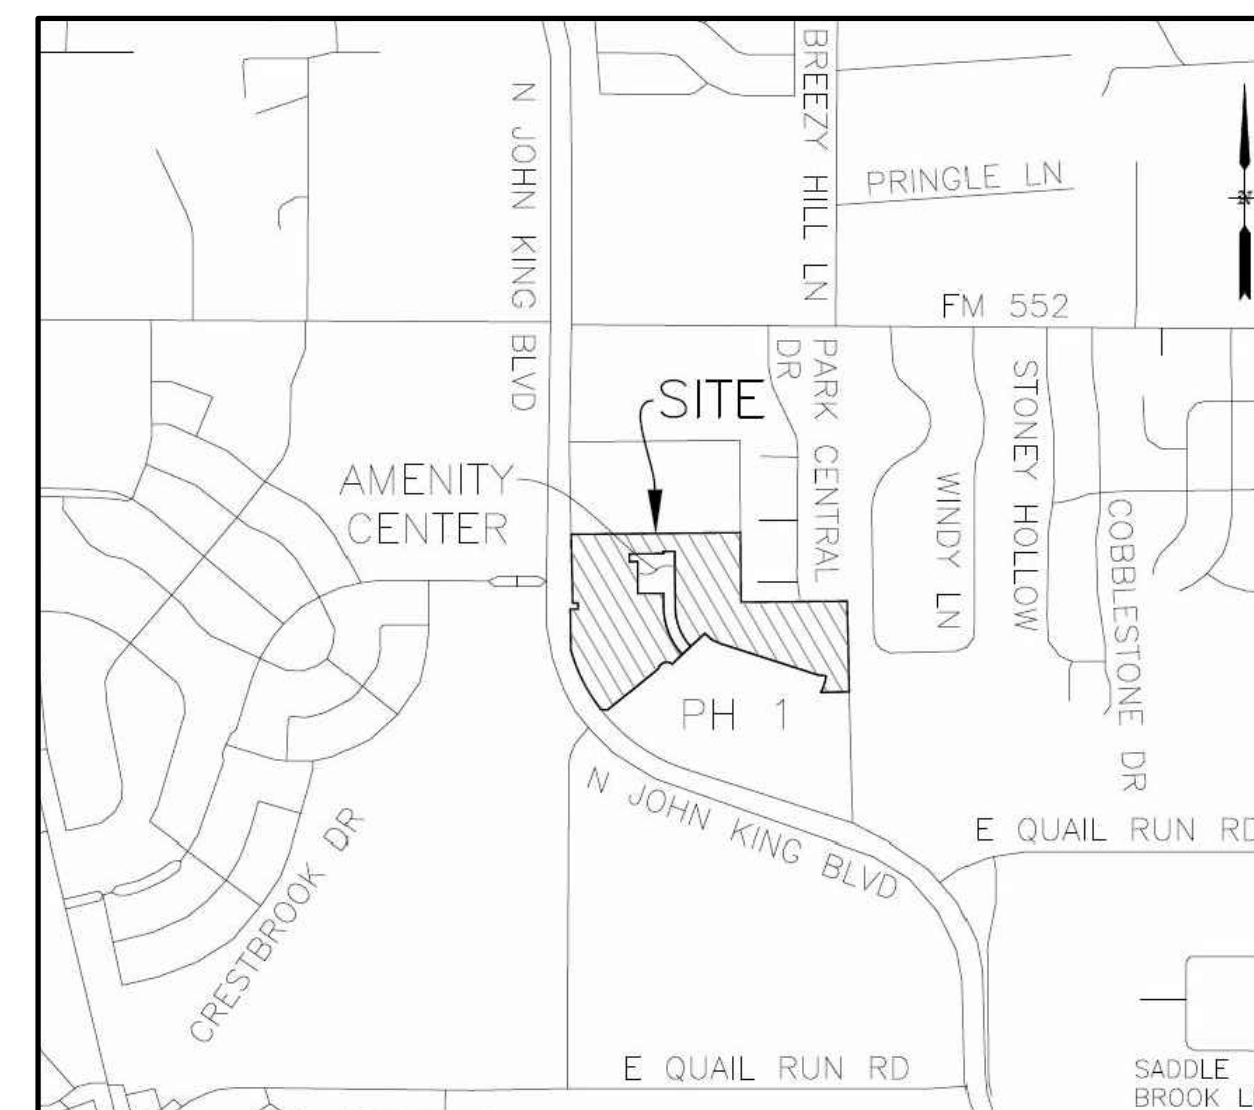 N JOHN KING BLVD
BREEZY HILL LN
PRINGLE LN
FM 552
SITE
PARK CENTRAL
DR
STONEY HOLLOW
AMENITY
CENTER
WINDY LN
COBBLESTONE DR
PH 1
N JOHN KING BLVD
E QUAIL RUN RD
CRESTBROOK DR
E QUAIL RUN RD
SADDLE
BROOK L